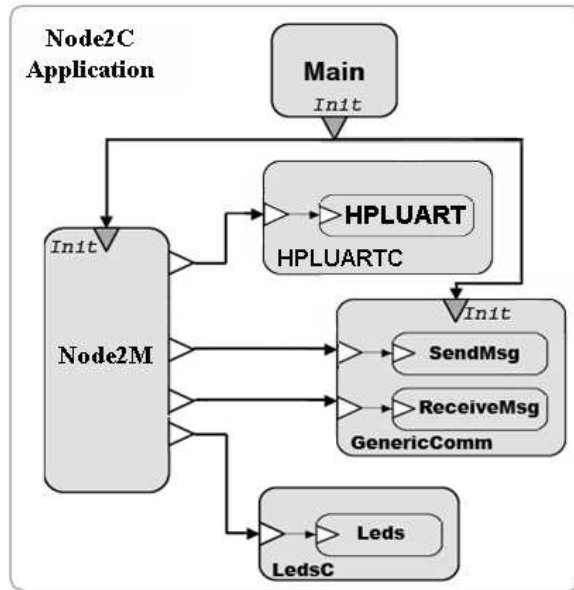 Node2C
Application
Main
Init
HPLUART
HPLUARTC
Init
Node2M
Init
SendMsg
ReceiveMsg
GenericComm
Leds
LedsC